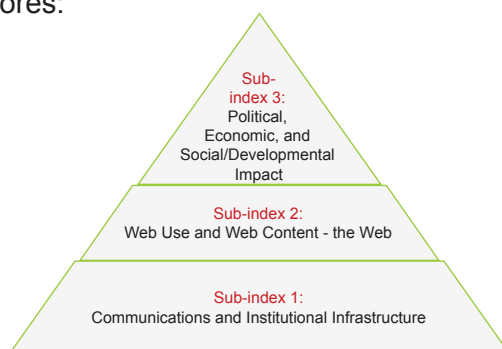 ores:
Sub-
index 3:
Political,
Economic, and
Social/Developmental
Impact
Sub-index 2:
Web Use and Web Content - the Web
Sub-index 1:
Communications and Institutional Infrastructure